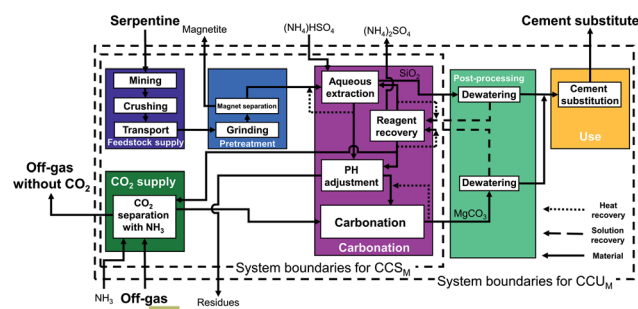 Serpentine
Magnetite
(NH₄)HSO₄
(NH₄)₂SO₄
Cement substitute
Mining
Crushing
Transport
Feedstock supply
Magnet separation
Grinding
Pretreatment
Aqueous
extraction
SiO₂
Reagent
recovery
PH
adjustment
Carbonation
Carbonation
Post-processing
Dewatering
Dewatering
MgCO₃
Cement
substitution
Use
Off-gas
without CO₂
CO₂ supply
CO₂
separation
with NH₃
Heat
recovery
Solution
recovery
Material
System boundaries for CCS_M
System boundaries for CCU_M
NH₃
Off-gas
Residues